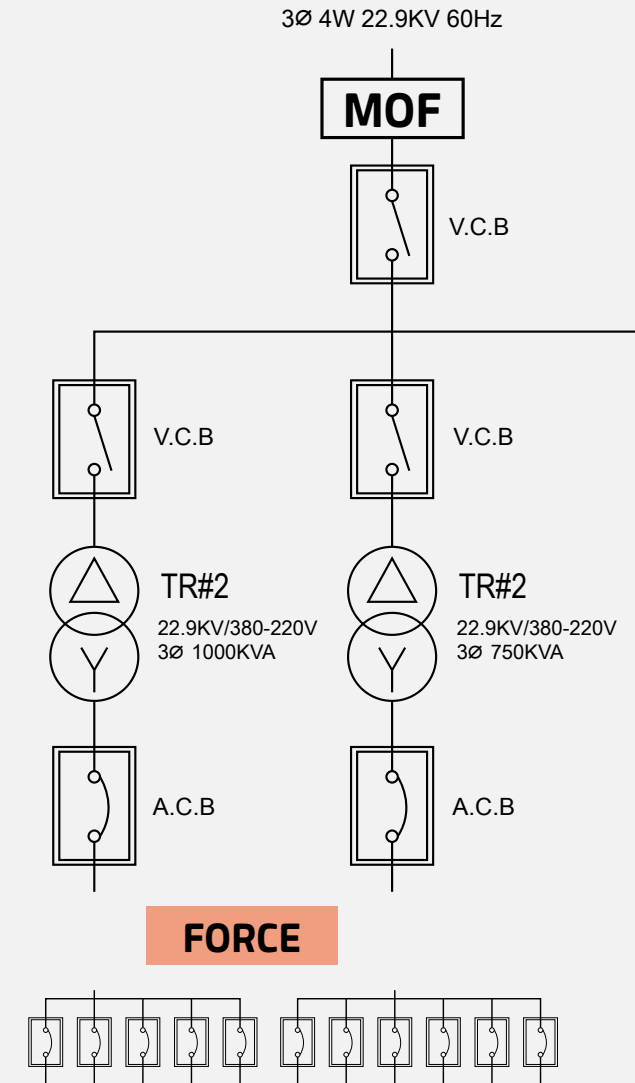 3Ø 4W 22.9KV 60Hz
MOF
V.C.B
V.C.B
V.C.B
TR#2
22.9KV/380-220V
3Ø 1000KVA
TR#2
22.9KV/380-220V
3Ø 750KVA
A.C.B
A.C.B
FORCE